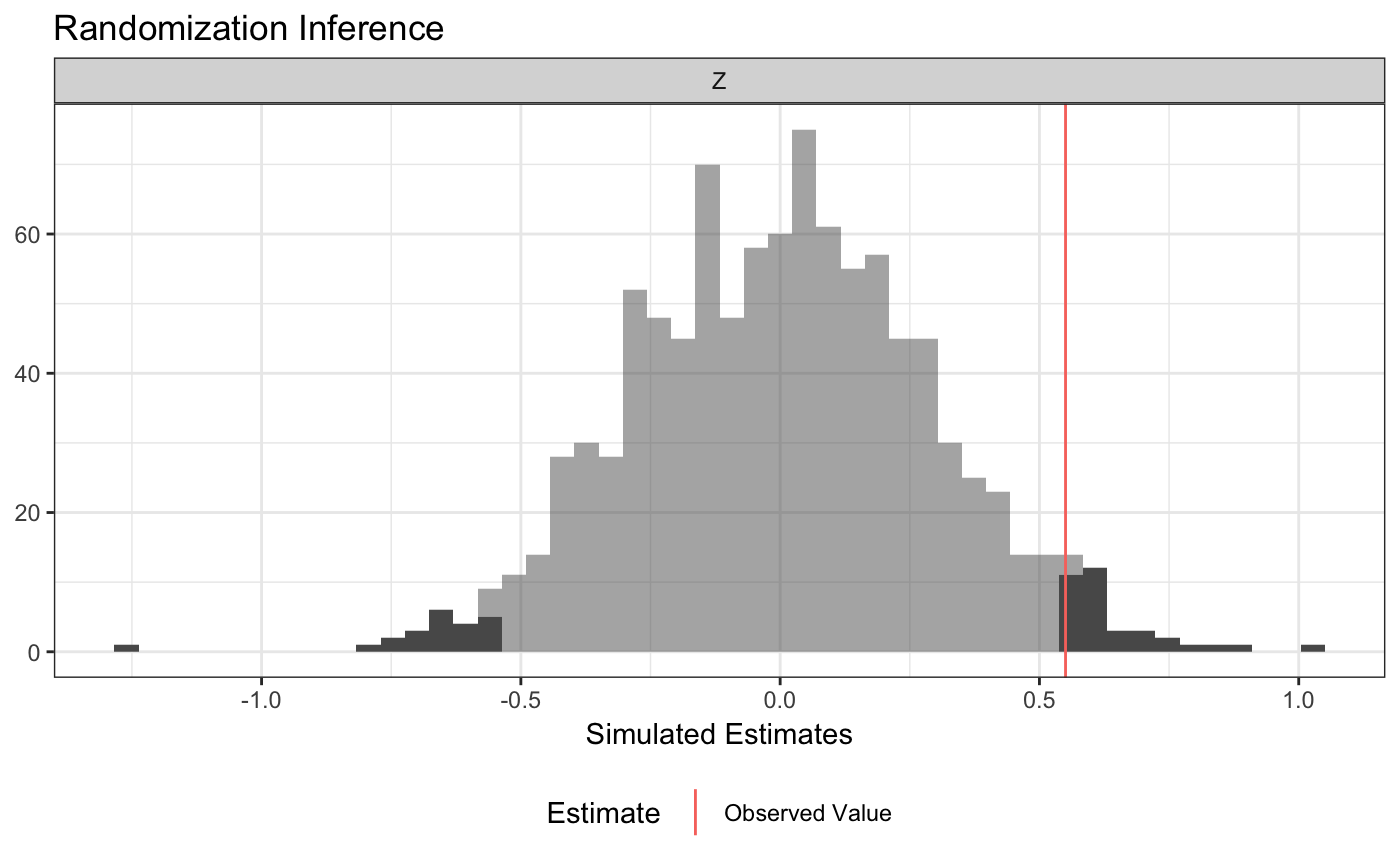 Randomization Inference
Z
60
40
20
0
-1.0 -0.5 0.0 0.5 1.0
Simulated Estimates
Estimate Observed Value